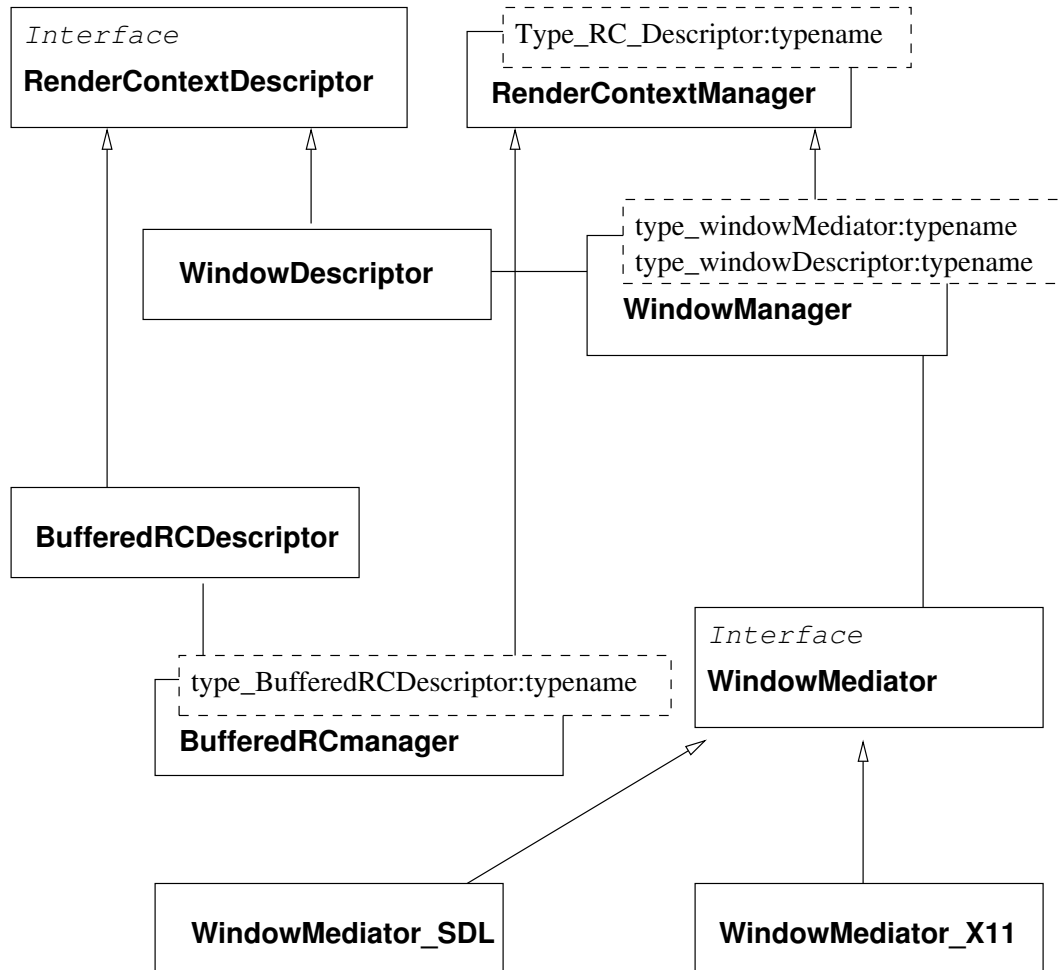 Interface
RenderContextDescriptor
Type_RC_Descriptor:typename
RenderContextManager
type_windowMediator:typename
type_windowDescriptor:typename
WindowDescriptor
WindowManager
BufferedRCDescriptor
Interface
WindowMediator
type_BufferedRCDescriptor:typename
BufferedRCmanager
WindowMediator_SDL
WindowMediator_X11